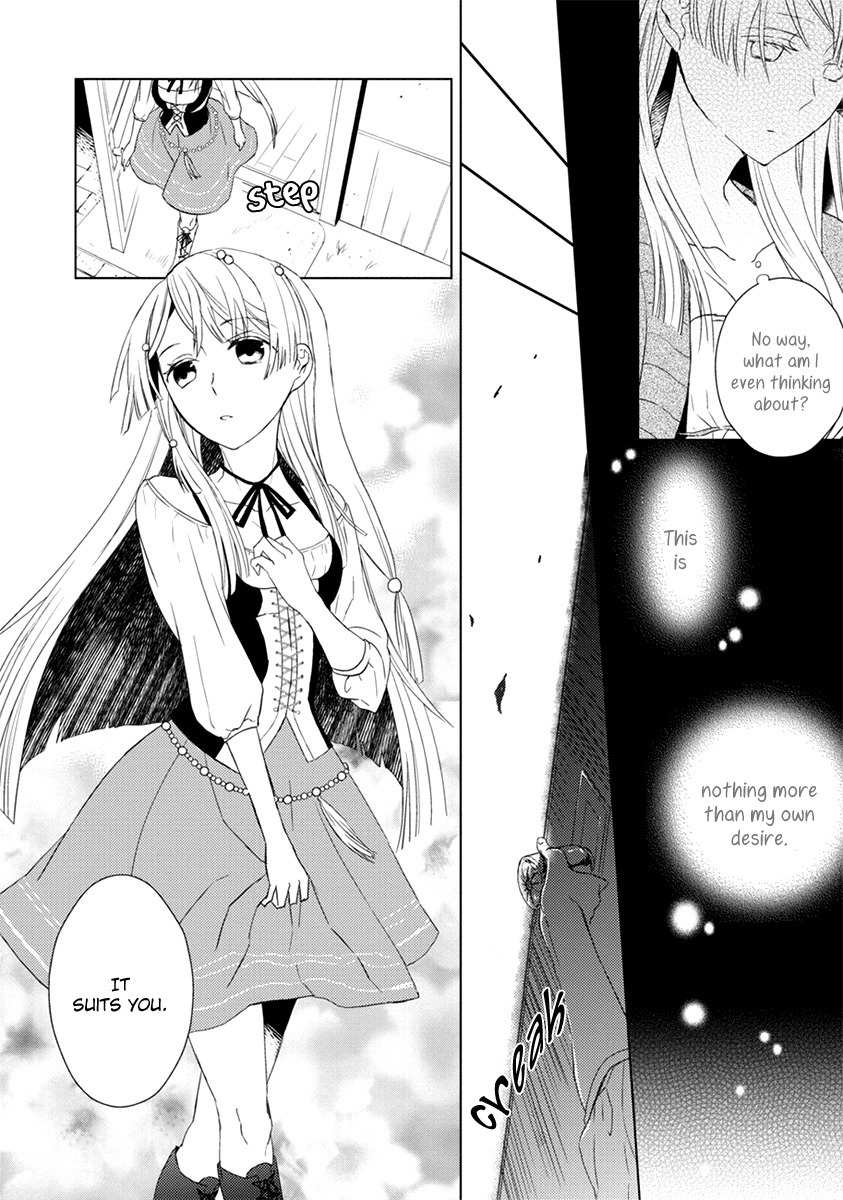 No way,
what am I
even thinking
about?
This
is
nothing more
than my own
desire.
creak
step
IT
SUITS YOU.